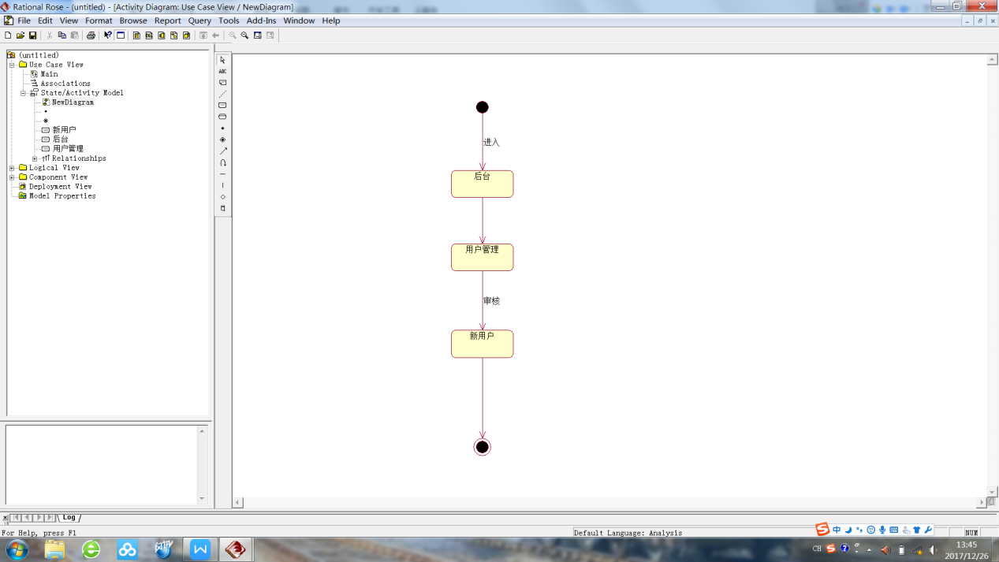 Rational Rose - (untitled) - [Activity Diagram: Use Case View / NewDiagram]
File Edit View Format Browse Report Query Tools Add-Ins Window Help
(untitled)
Use Case View
Main
Associations
State/Activity Model
NewDiagram
新用户
后台
用户管理
Relationships
Logical View
Component View
Deployment View
Model Properties
ABC
进入
后台
用户管理
审核
新用户
Log
For Help, press F1
Default Language: Analysis
NUM
中
CH
13:45
2017/12/26